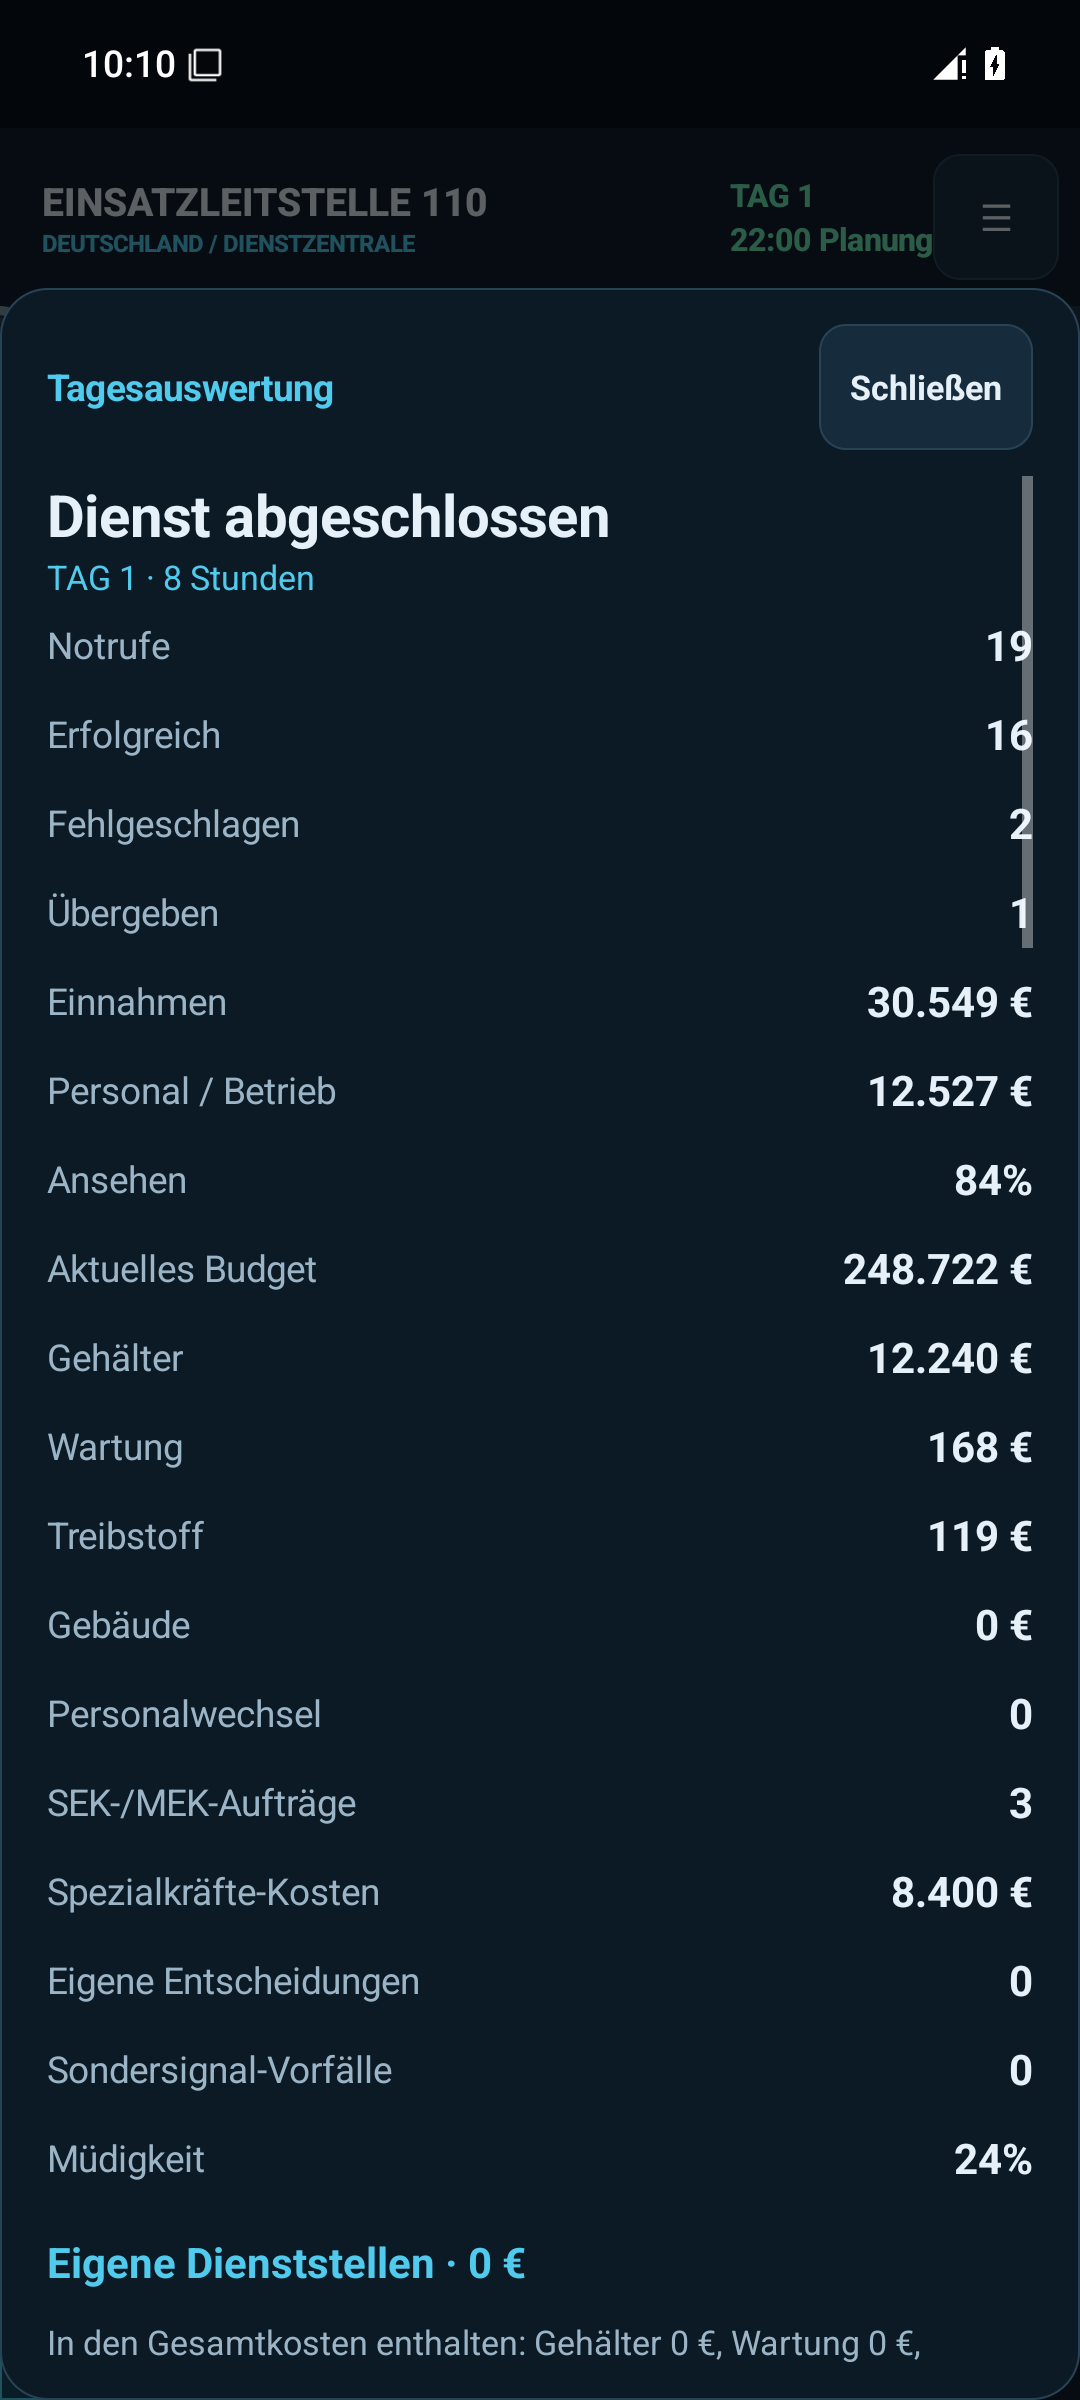 10:10
EINSATZLEITSTELLE 110
DEUTSCHLAND / DIENSTZENTRALE
TAG 1
22:00 Planung
Tagesauswertung
Schließen
Dienst abgeschlossen
TAG 1 · 8 Stunden
Notrufe 19
Erfolgreich 16
Fehlgeschlagen 2
Übergeben 1
Einnahmen 30.549 €
Personal / Betrieb 12.527 €
Ansehen 84%
Aktuelles Budget 248.722 €
Gehälter 12.240 €
Wartung 168 €
Treibstoff 119 €
Gebäude 0 €
Personalwechsel 0
SEK-/MEK-Aufträge 3
Spezialkräfte-Kosten 8.400 €
Eigene Entscheidungen 0
Sondersignal-Vorfälle 0
Müdigkeit 24%
Eigene Dienststellen · 0 €
In den Gesamtkosten enthalten: Gehälter 0 €, Wartung 0 €,